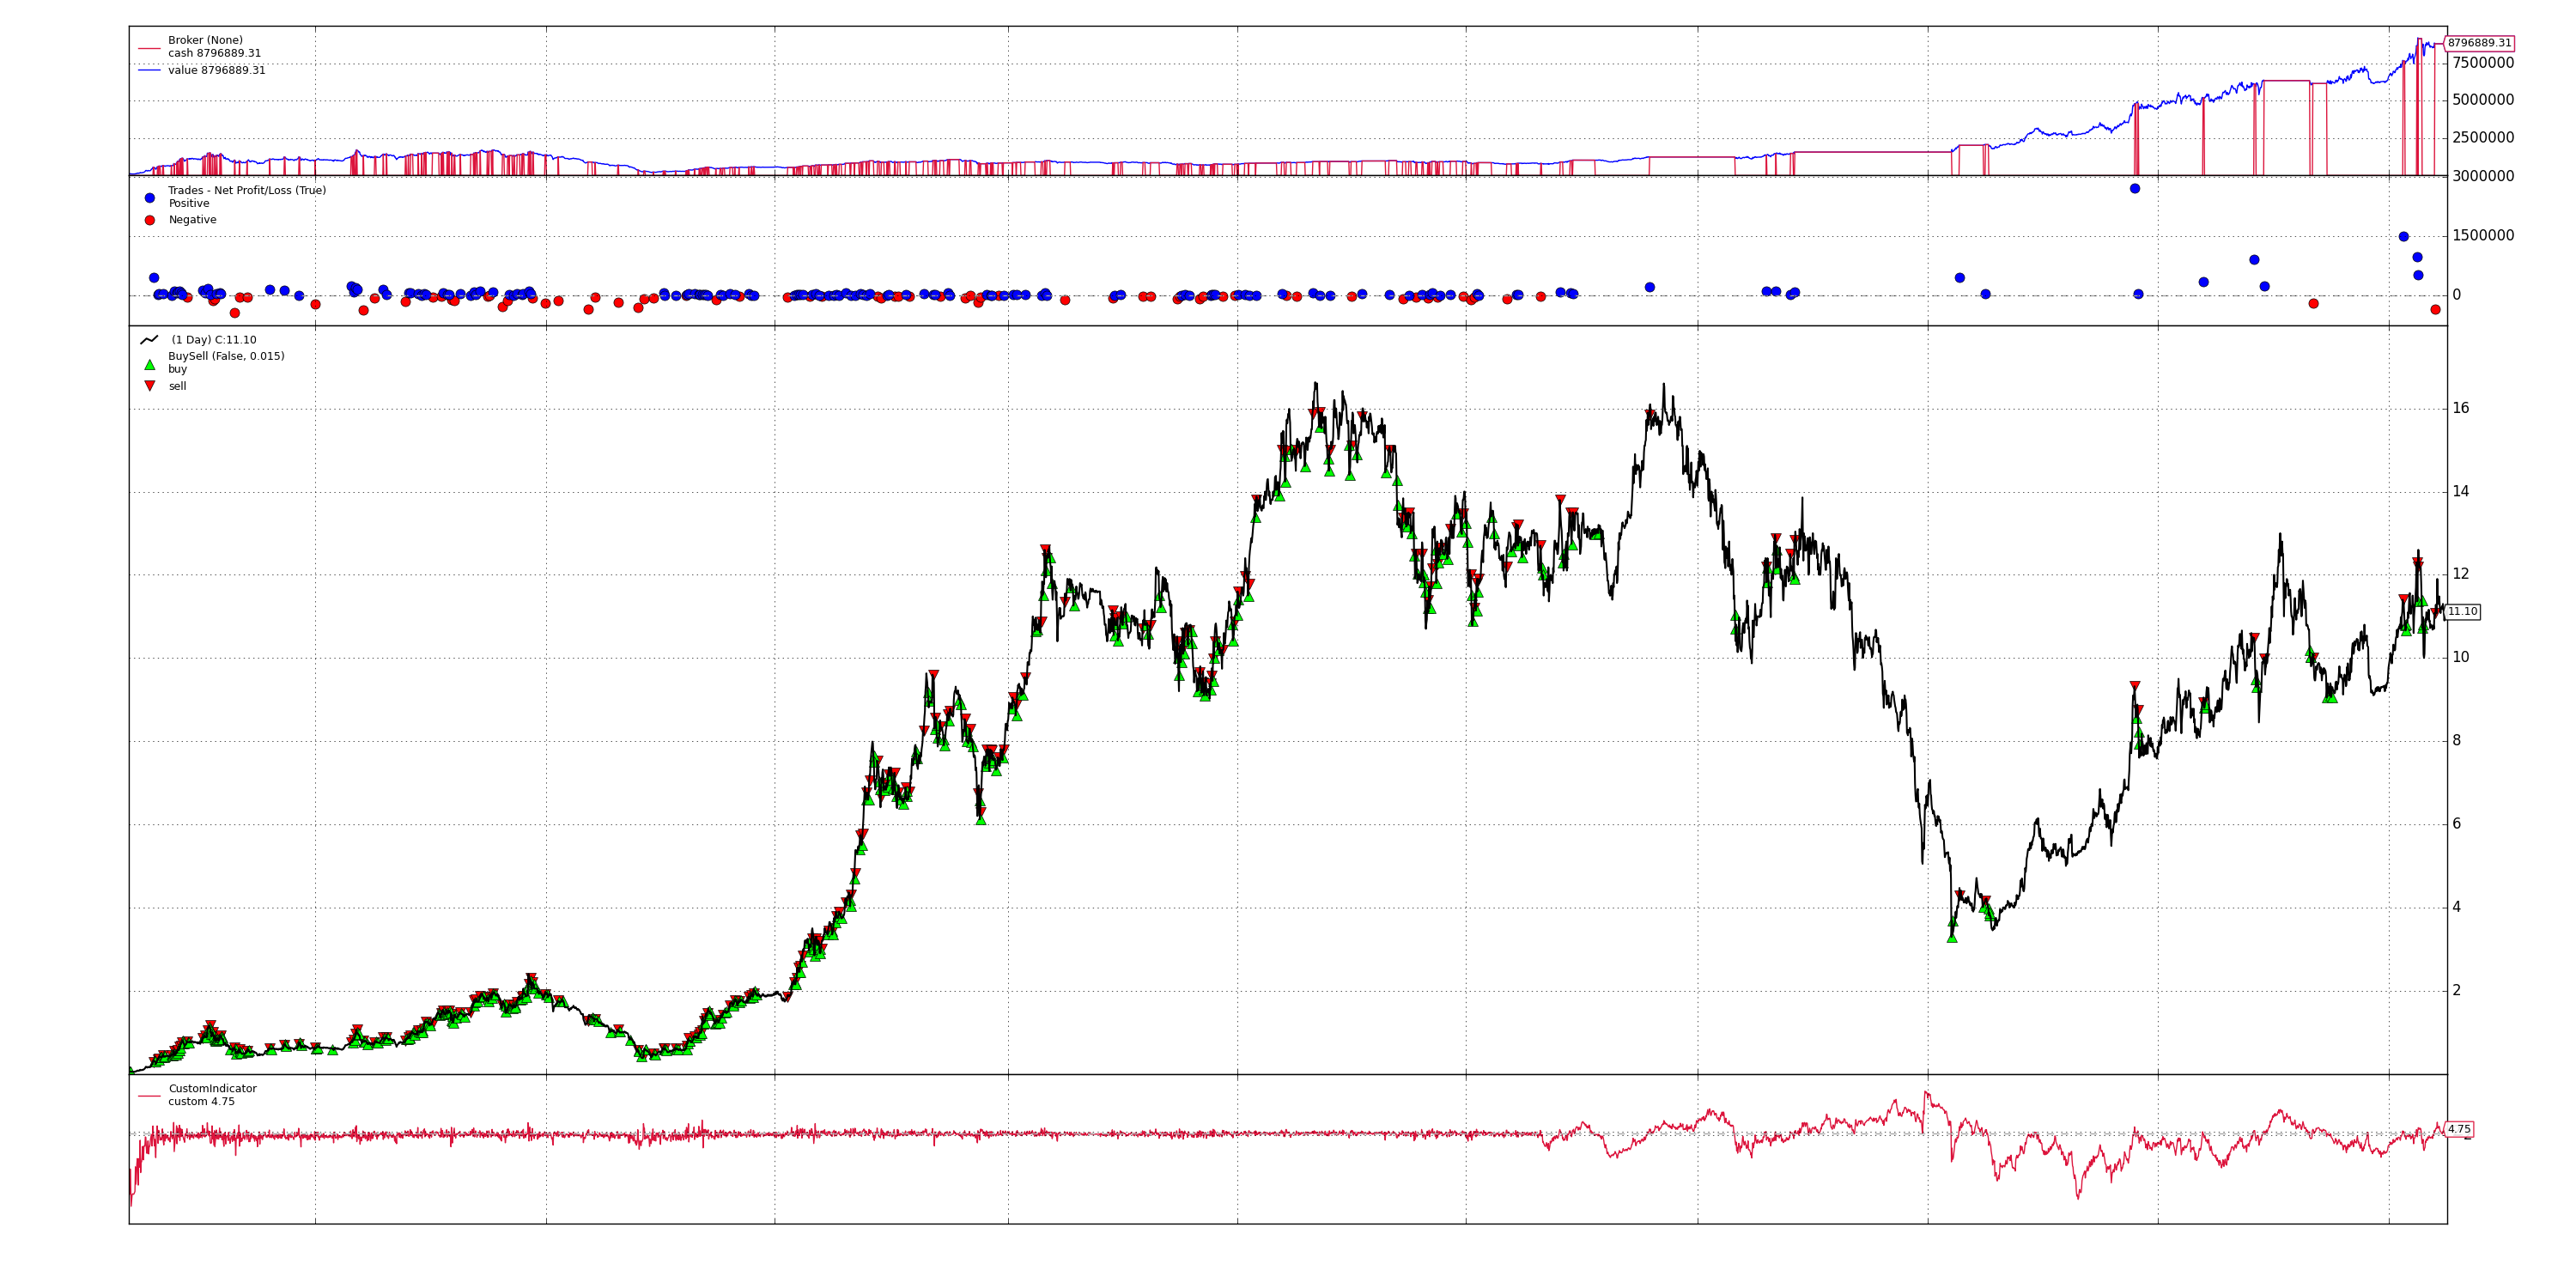 Broker (None)
cash 8796889.31
value 8796889.31
8796889.31
7500000
5000000
2500000
Trades - Net Profit/Loss (True)
Positive
Negative
3000000
1500000
0
(1 Day) C:11.10
BuySell (False, 0.015)
buy
sell
16
14
12
11.10
10
8
6
4
2
CustomIndicator
custom 4.75
4.75